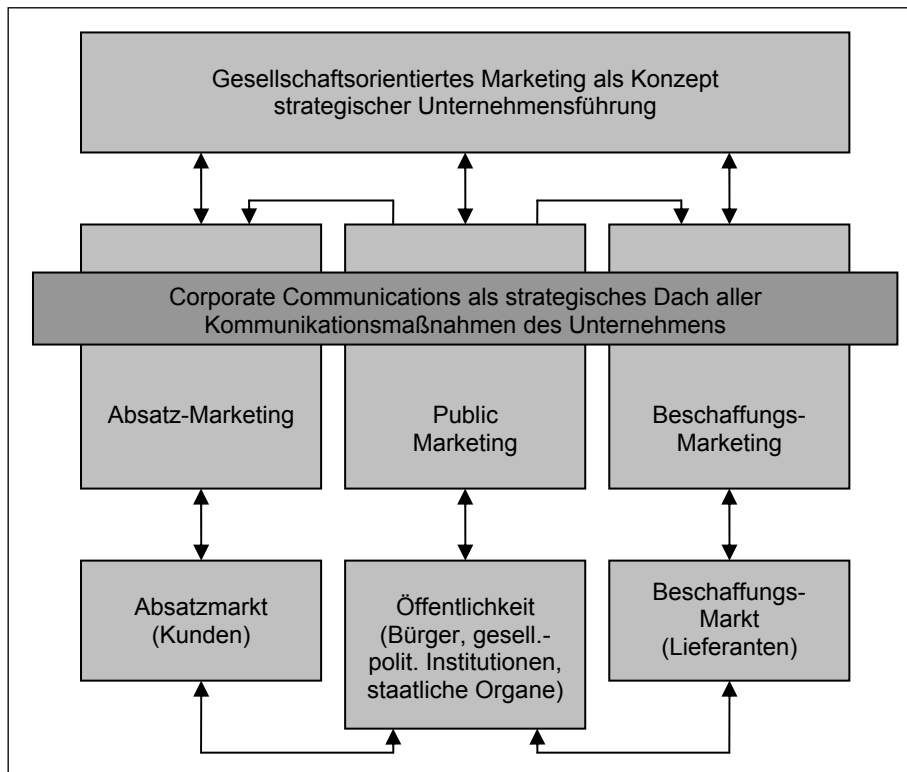 Gesellschaftsorientiertes Marketing als Konzept
strategischer Unternehmensführung
Corporate Communications als strategisches Dach aller
Kommunikationsmaßnahmen des Unternehmens
Absatz-Marketing
Public
Marketing
Beschaffungs-
Marketing
Absatzmarkt
(Kunden)
Öffentlichkeit
(Bürger, gesell.-
polit. Institutionen,
staatliche Organe)
Beschaffungs-
Markt
(Lieferanten)